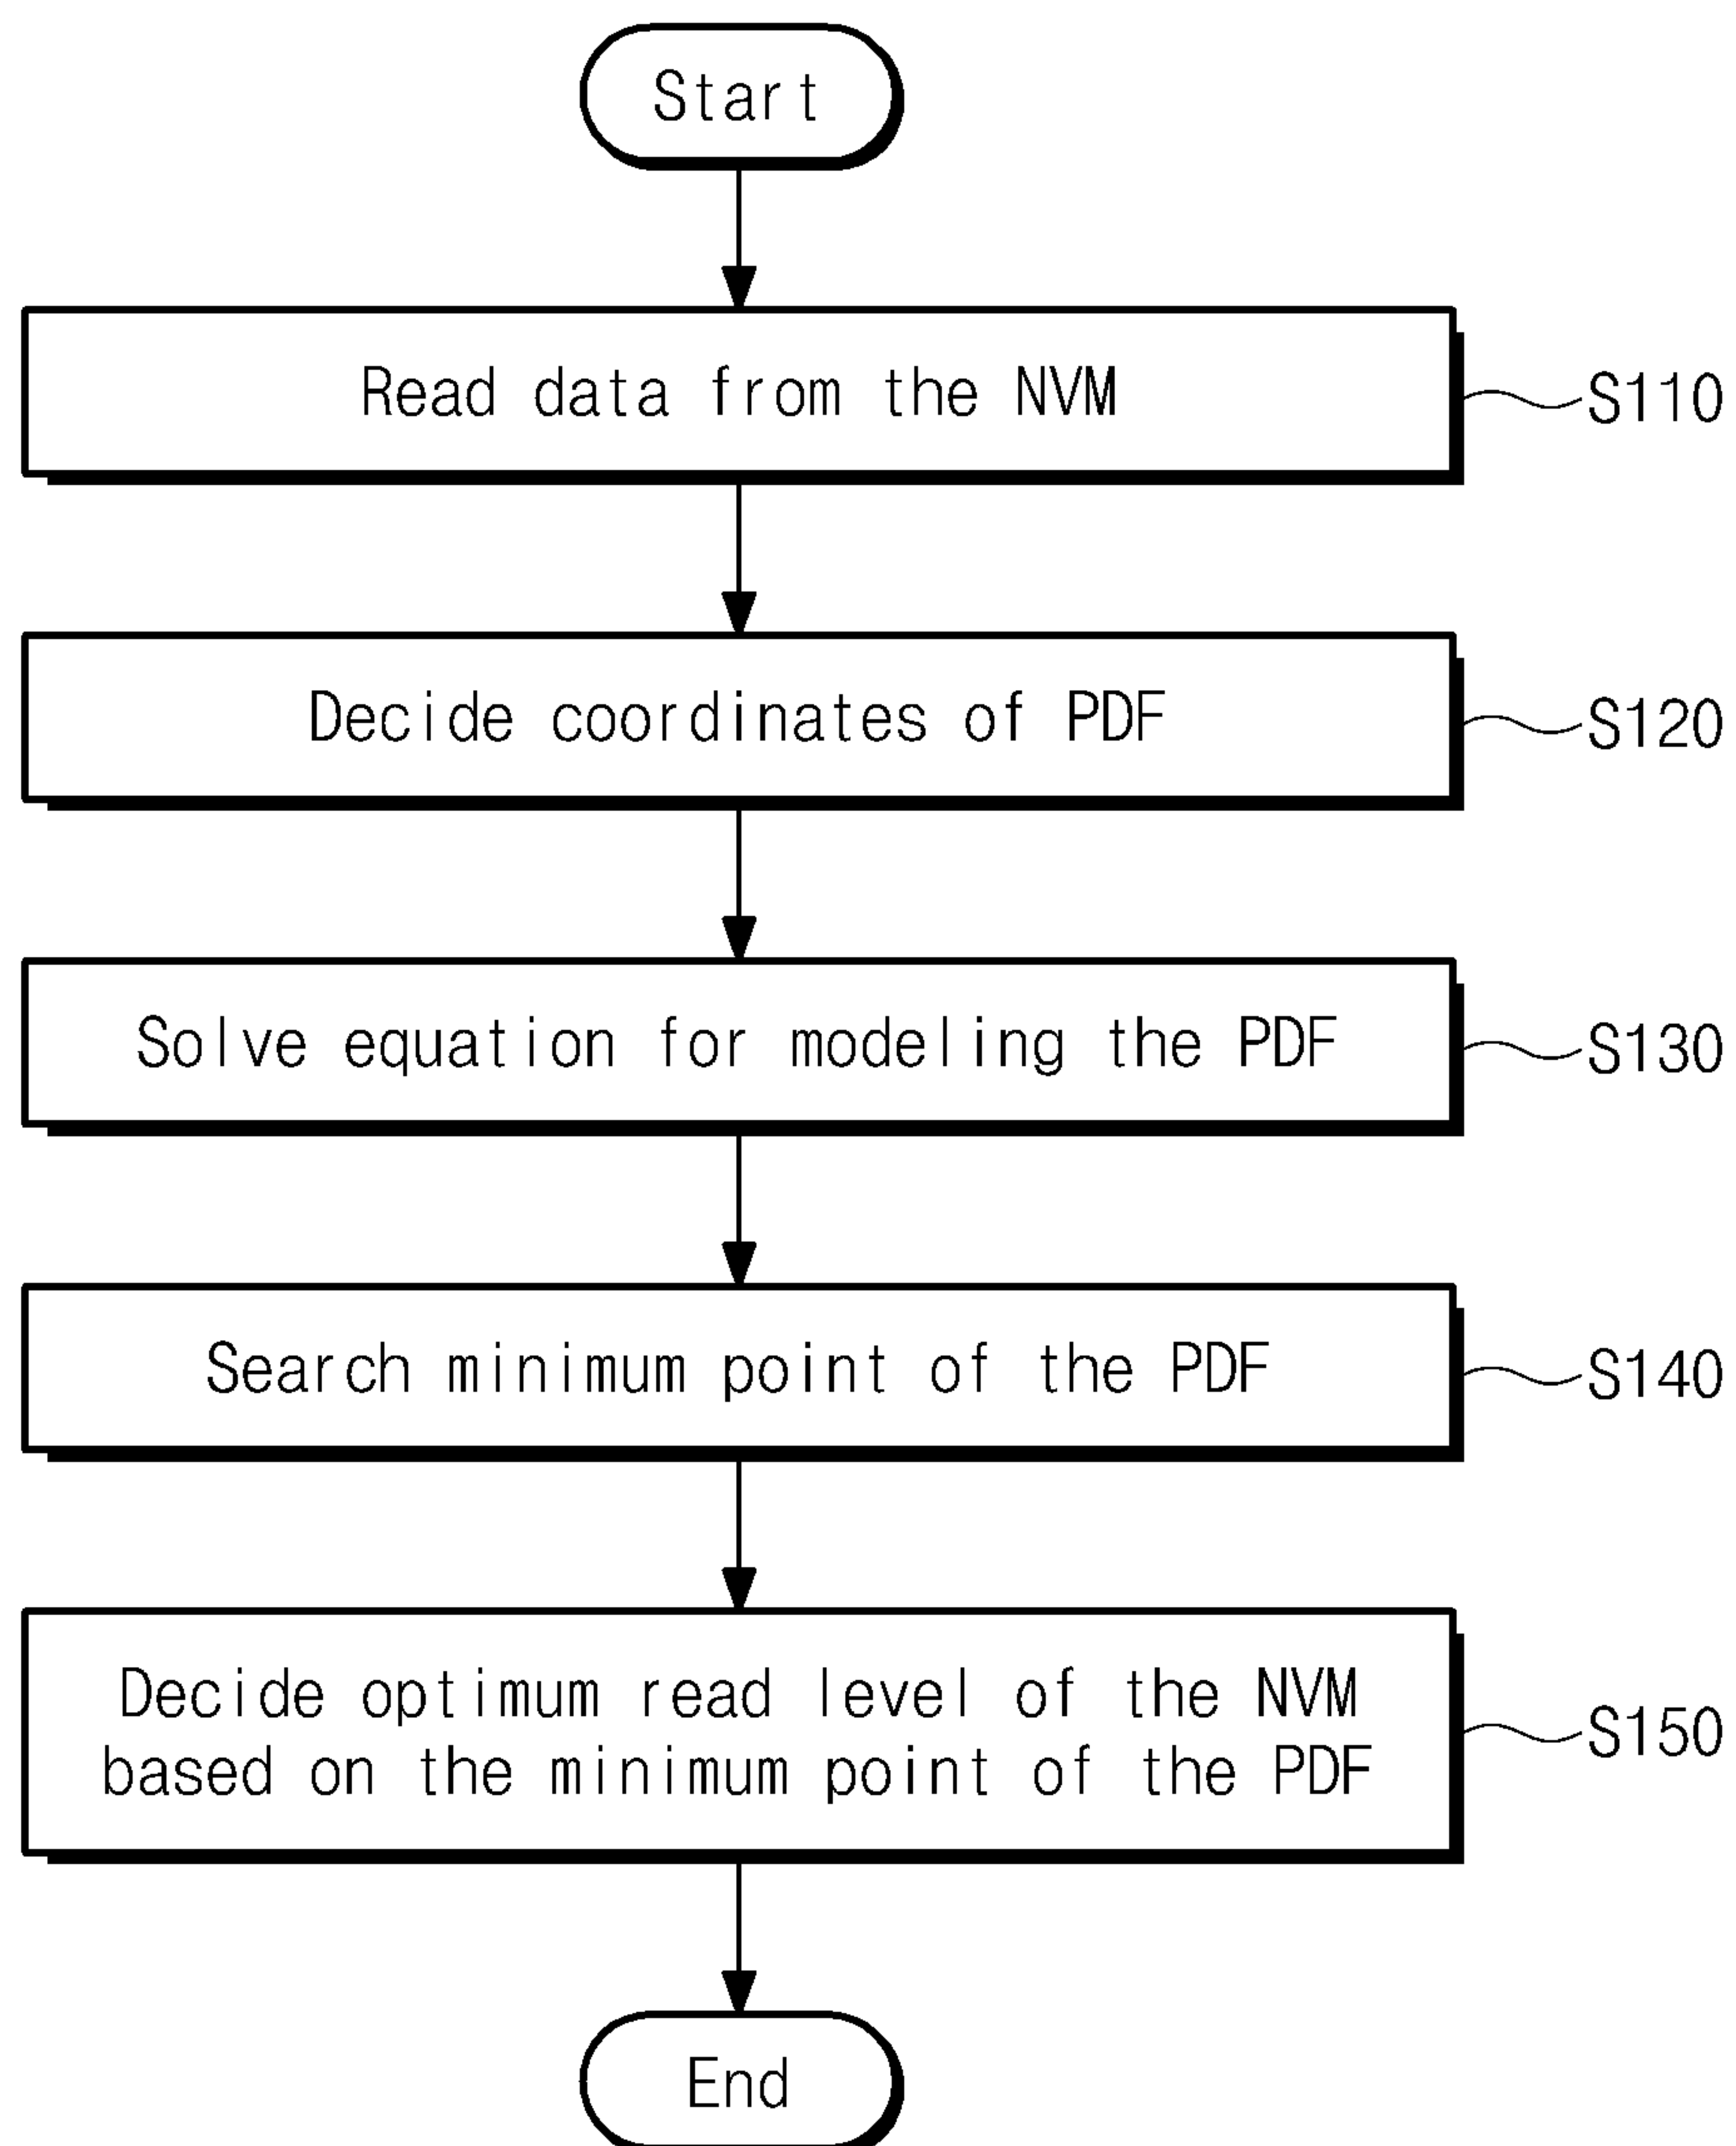 Start
Read data from the NVM
S110
Decide coordinates of PDF
S120
Solve equation for modeling the PDF
S130
Search minimum point of the PDF
S140
Decide optimum read level of the NVM
based on the minimum point of the PDF
S150
End